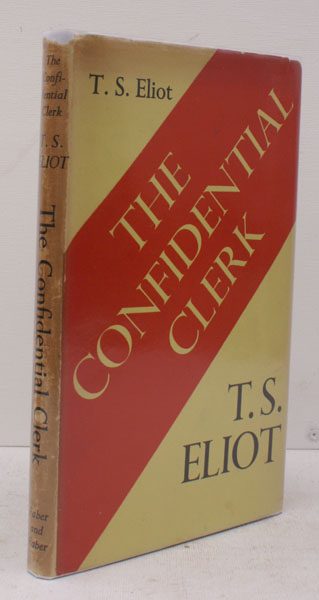 The
Confi-
dential
Clerk
T. S.
ELIOT
The Confidential Clerk
Faber
and
Faber
T. S. Eliot
THE
CONFIDENTIAL
CLERK
T. S.
ELIOT